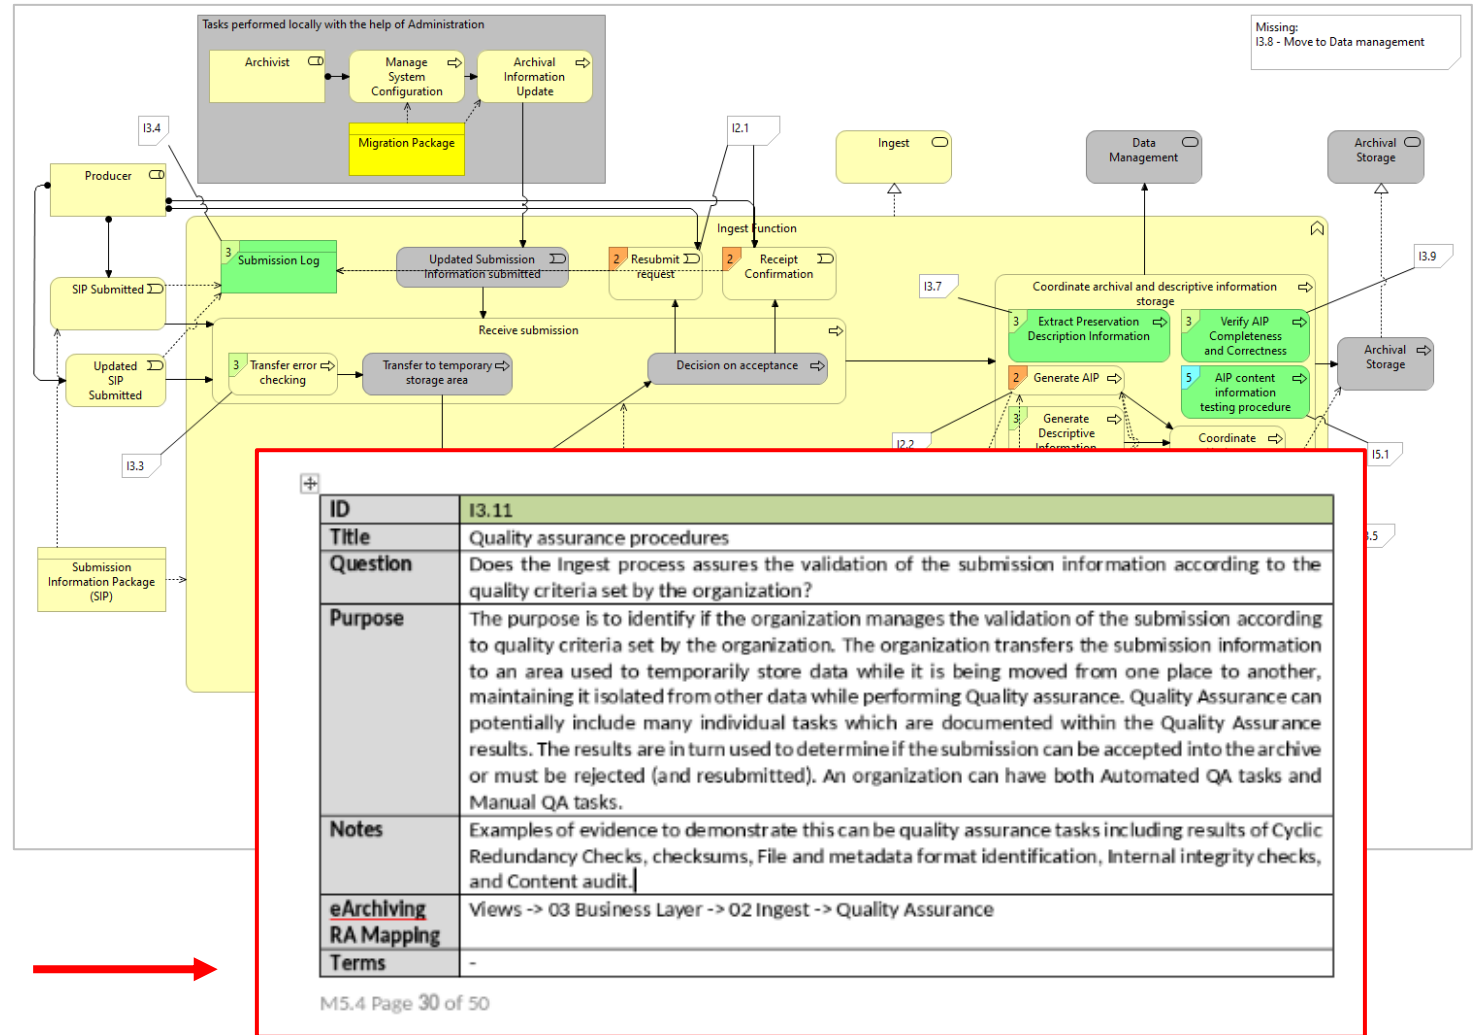 Tasks performed locally with the help of Administration
Archivist
Manage
System
Configuration
Archival
Information
Update
Migration Package
Missing:
I3.8 - Move to Data management
I3.4
I2.1
Producer
Ingest
Data
Management
Archival
Storage
Ingest Function
3
Submission Log
Updated Submission
Information submitted
2
Resubmit
request
2
Receipt
Confirmation
I3.9
SIP Submitted
I3.7
Coordinate archival and descriptive information
storage
Receive submission
3
Extract Preservation
Description Information
3
Verify AIP
Completeness
and Correctness
Updated
SIP
Submitted
3
Transfer error
checking
Transfer to temporary
storage area
Decision on acceptance
Archival
Storage
2
Generate AIP
5
AIP content
information
testing procedure
3
Generate
Descriptive
Information
Coordinate
I2.2
I5.1
I3.3
.5
Submission
Information Package
(SIP)
ID
I3.11
Title
Quality assurance procedures
Question
Does the Ingest process assures the validation of the submission information according to the
quality criteria set by the organization?
Purpose
The purpose is to identify if the organization manages the validation of the submission according
to quality criteria set by the organization. The organization transfers the submission information
to an area used to temporarily store data while it is being moved from one place to another,
maintaining it isolated from other data while performing Quality assurance. Quality Assurance can
potentially include many individual tasks which are documented within the Quality Assurance
results. The results are in turn used to determine if the submission can be accepted into the archive
or must be rejected (and resubmitted). An organization can have both Automated QA tasks and
Manual QA tasks.
Notes
Examples of evidence to demonstrate this can be quality assurance tasks including results of Cyclic
Redundancy Checks, checksums, File and metadata format identification, Internal integrity checks,
and Content audit.
eArchiving
RA Mapping
Views -> 03 Business Layer -> 02 Ingest -> Quality Assurance
Terms
-
M5.4 Page 30 of 50